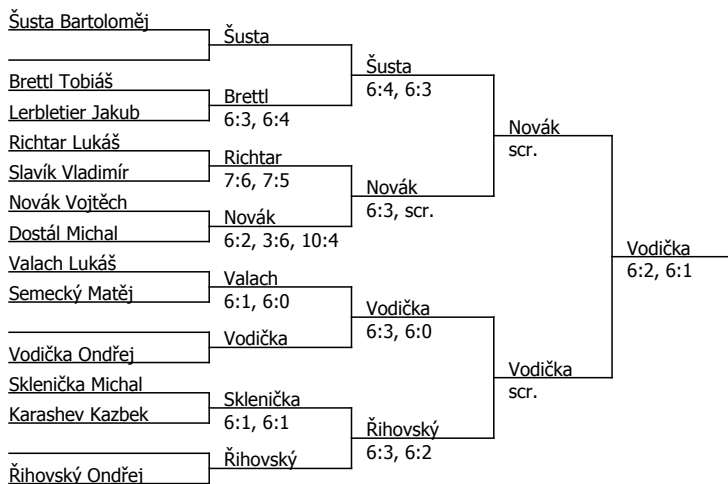 Šusta Bartoloměj
Brettl Tobiáš
Lerbletier Jakub
Richtar Lukáš
Slavík Vladimír
Novák Vojtěch
Dostál Michal
Valach Lukáš
Semecký Matěj
Vodička Ondřej
Sklenička Michal
Karashev Kazbek
Řihovský Ondřej
Šusta
Brettl
6:3, 6:4
Richtar
7:6, 7:5
Novák
6:2, 3:6, 10:4
Valach
6:1, 6:0
Vodička
Sklenička
6:1, 6:1
Řihovský
Šusta
6:4, 6:3
Novák
6:3, scr.
Vodička
6:3, 6:0
Řihovský
6:3, 6:2
Novák
scr.
Vodička
scr.
Vodička
6:2, 6:1